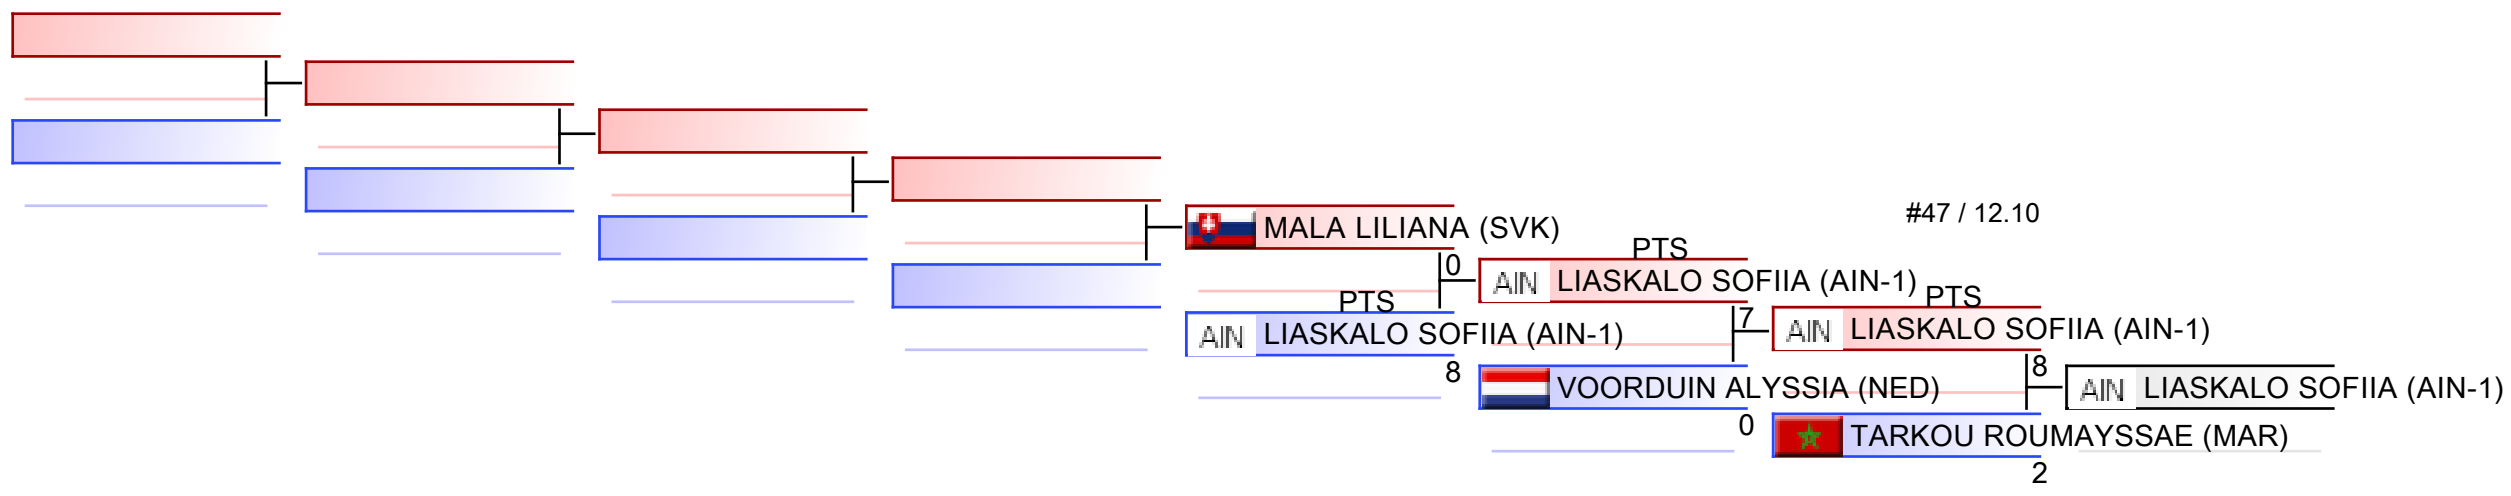 #47 / 12.10
MALA LILIANA (SVK)
0
PTS
AIN LIASKALO SOFIIA (AIN-1)
8
PTS
AIN LIASKALO SOFIIA (AIN-1)
7
VOORDUIN ALYSSIA (NED)
0
PTS
AIN LIASKALO SOFIIA (AIN-1)
8
TARKOU ROUMAYSSAE (MAR)
2
AIN LIASKALO SOFIIA (AIN-1)